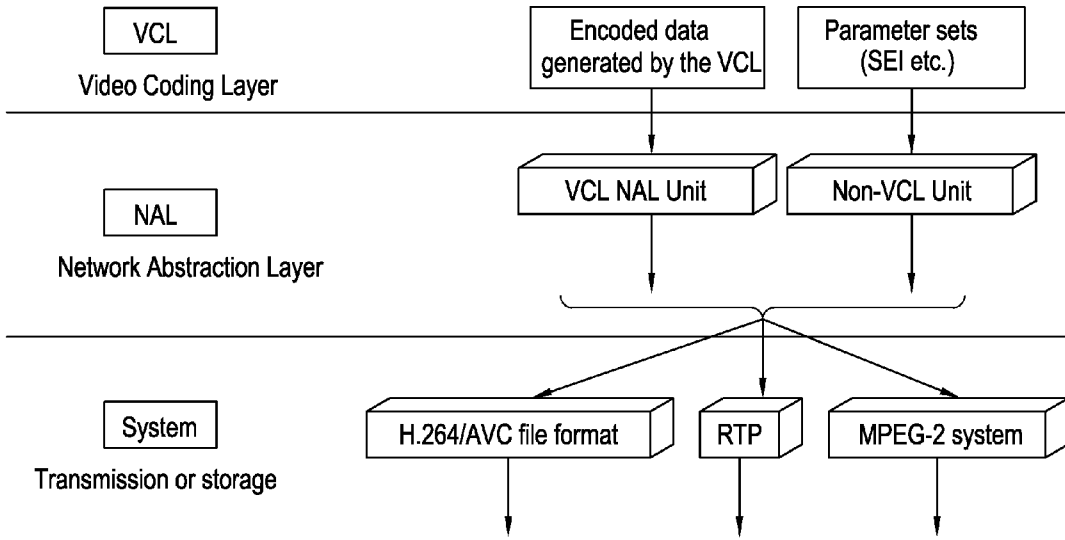 VCL
Video Coding Layer
Encoded data
generated by the VCL
Parameter sets
(SEI etc.)
NAL
Network Abstraction Layer
VCL NAL Unit
Non-VCL Unit
System
Transmission or storage
H.264/AVC file format
RTP
MPEG-2 system